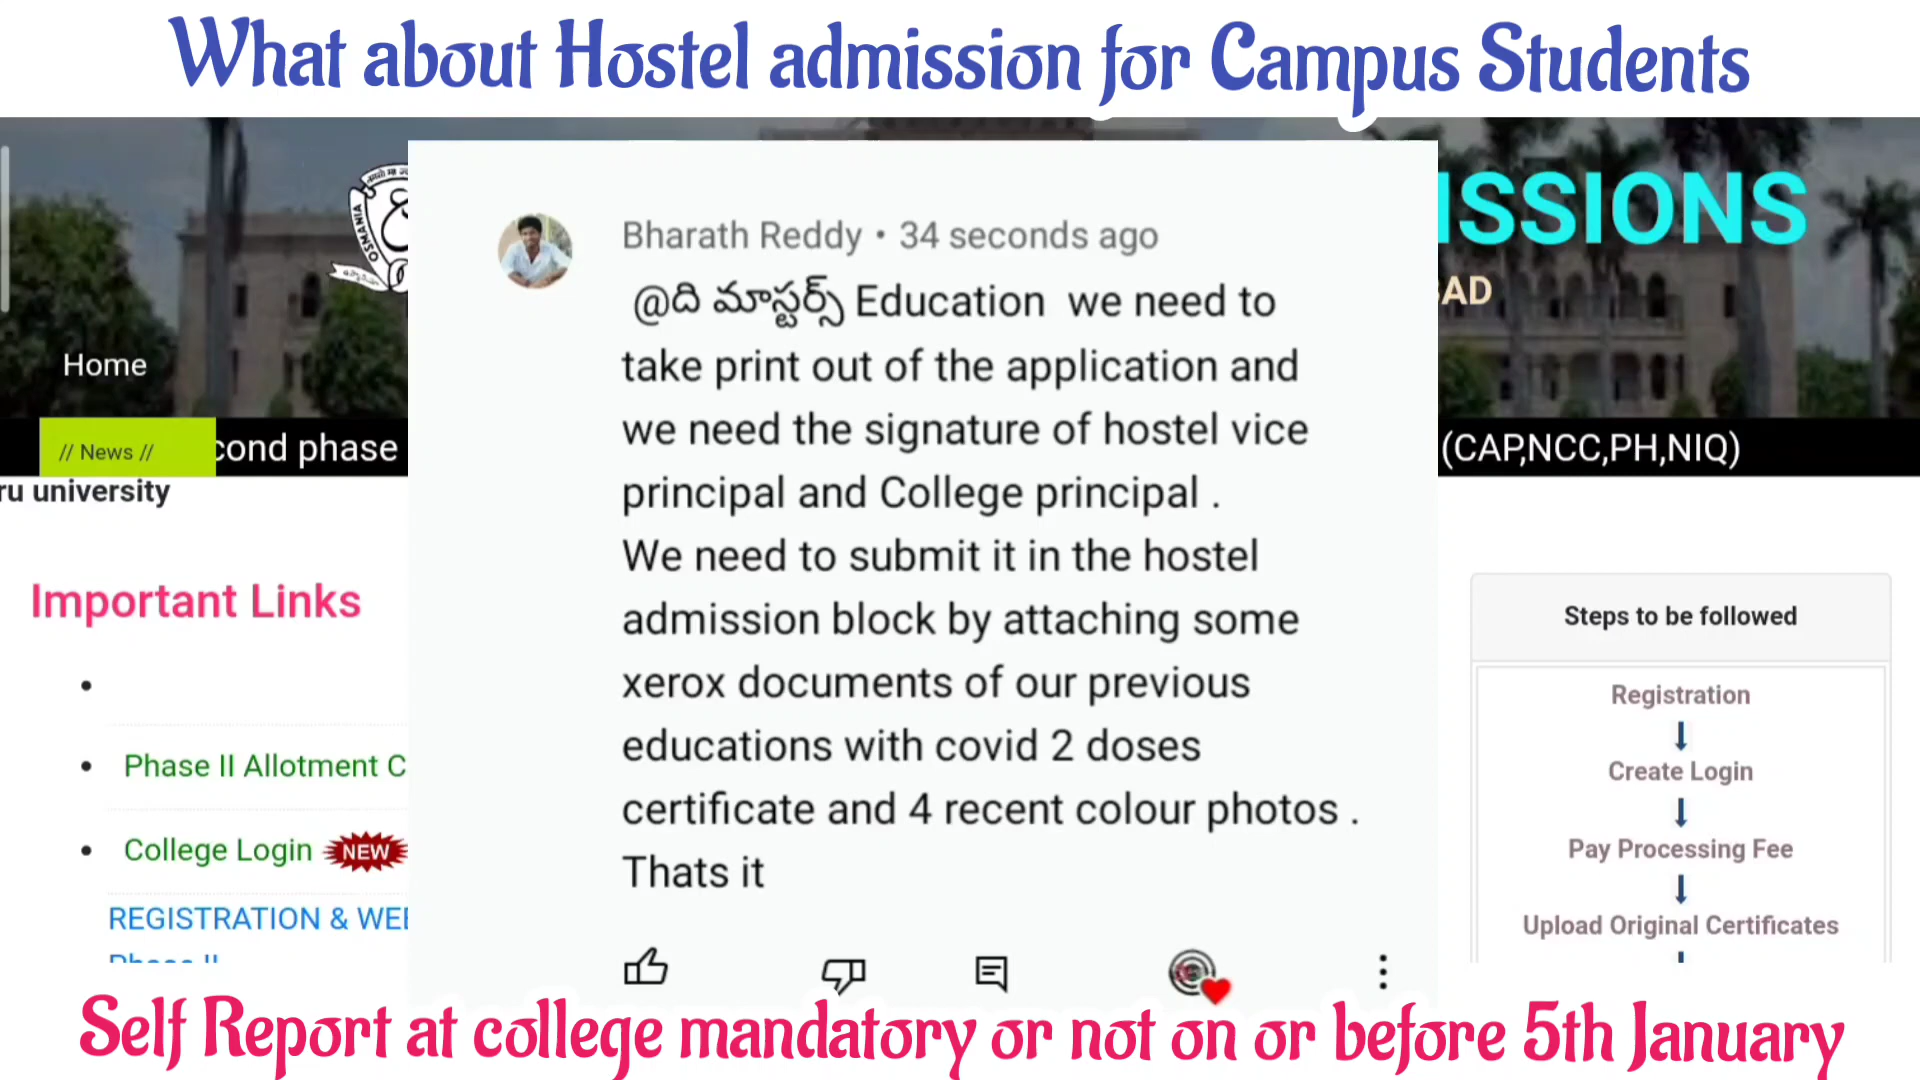 What about Hostel admission for Campus Students
OSMANIA
ISSIONS
AD
Home
// News //
cond phase
(CAP,NCC,PH,NIQ)
ru university
Important Links
Phase II Allotment C
College Login NEW
REGISTRATION & WE
Phase II
Bharath Reddy • 34 seconds ago
@ది మాస్టర్స్ Education we need to
take print out of the application and
we need the signature of hostel vice
principal and College principal .
We need to submit it in the hostel
admission block by attaching some
xerox documents of our previous
educations with covid 2 doses
certificate and 4 recent colour photos .
Thats it
Steps to be followed
Registration
Create Login
Pay Processing Fee
Upload Original Certificates
Self Report at college mandatory or not on or before 5th January